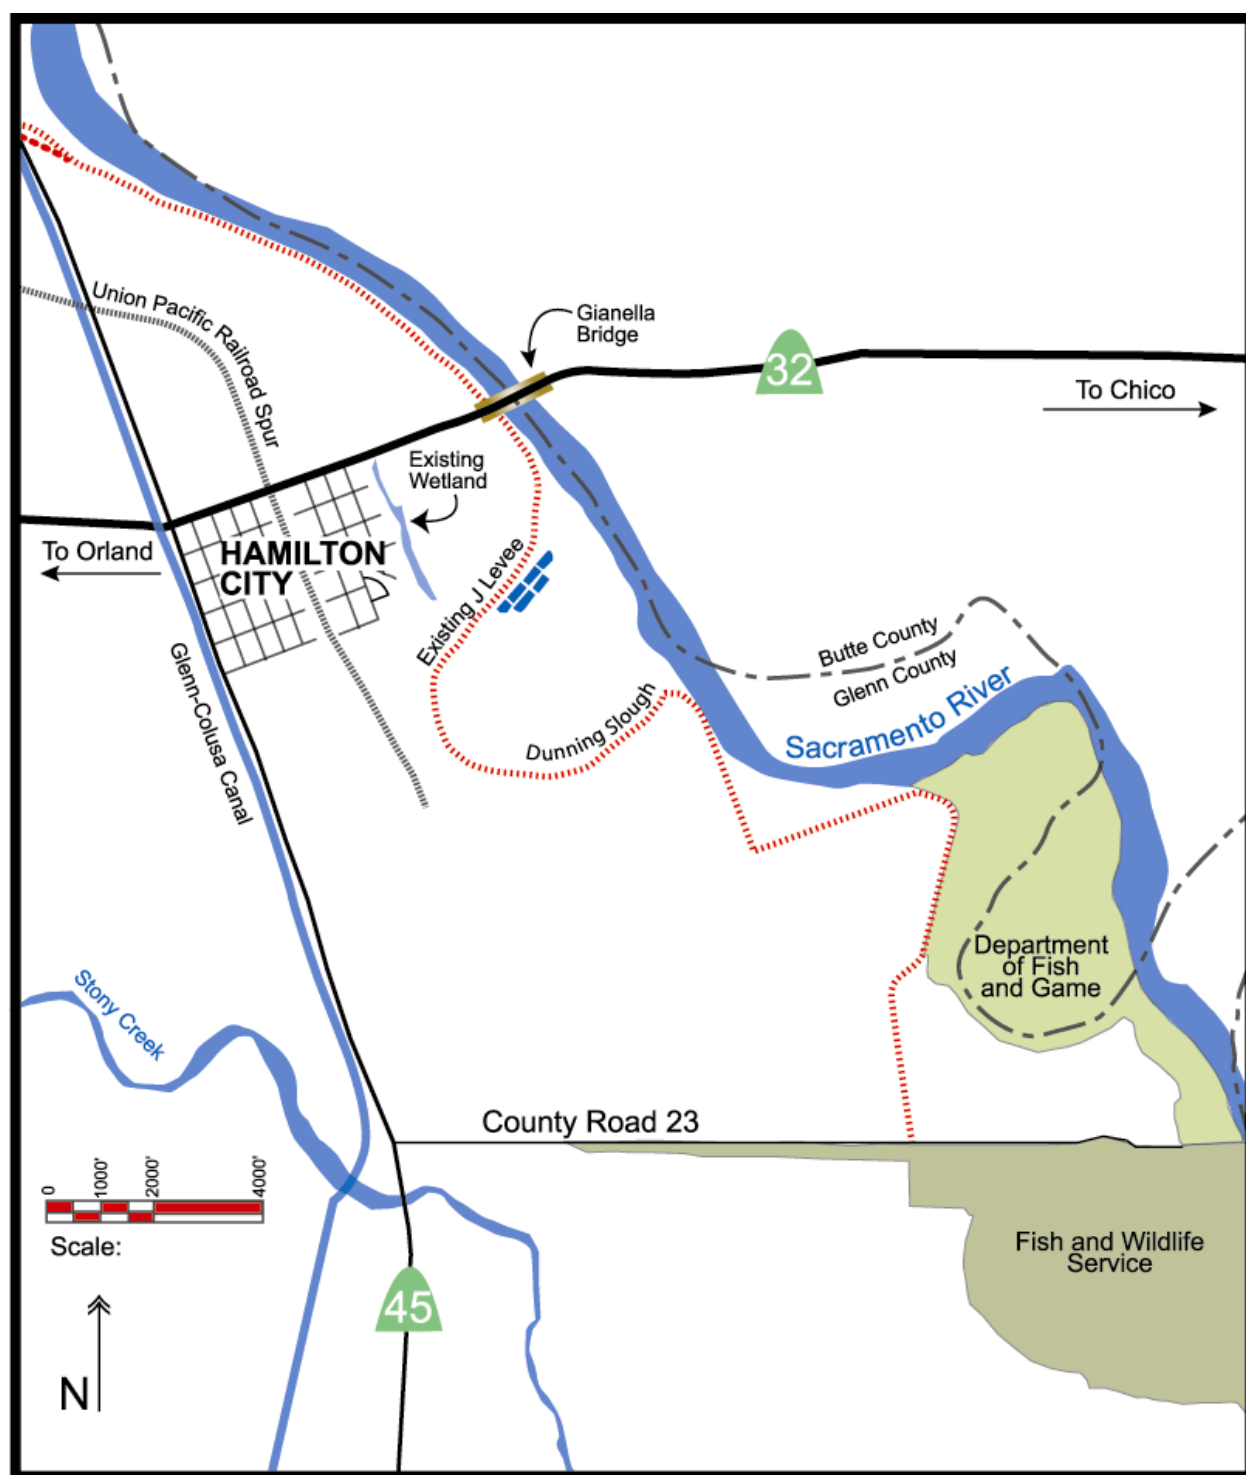 Union Pacific Railroad Spur
Gianella
Bridge
32
To Chico
Existing
Wetland
To Orland
HAMILTON
CITY
Existing J Levee
Glenn-Colusa Canal
Butte County
Glenn County
Dunning Slough
Sacramento River
Department
of Fish
and Game
Stony Creek
County Road 23
0
1000'
2000'
4000'
Scale:
Fish and Wildlife
Service
45
N